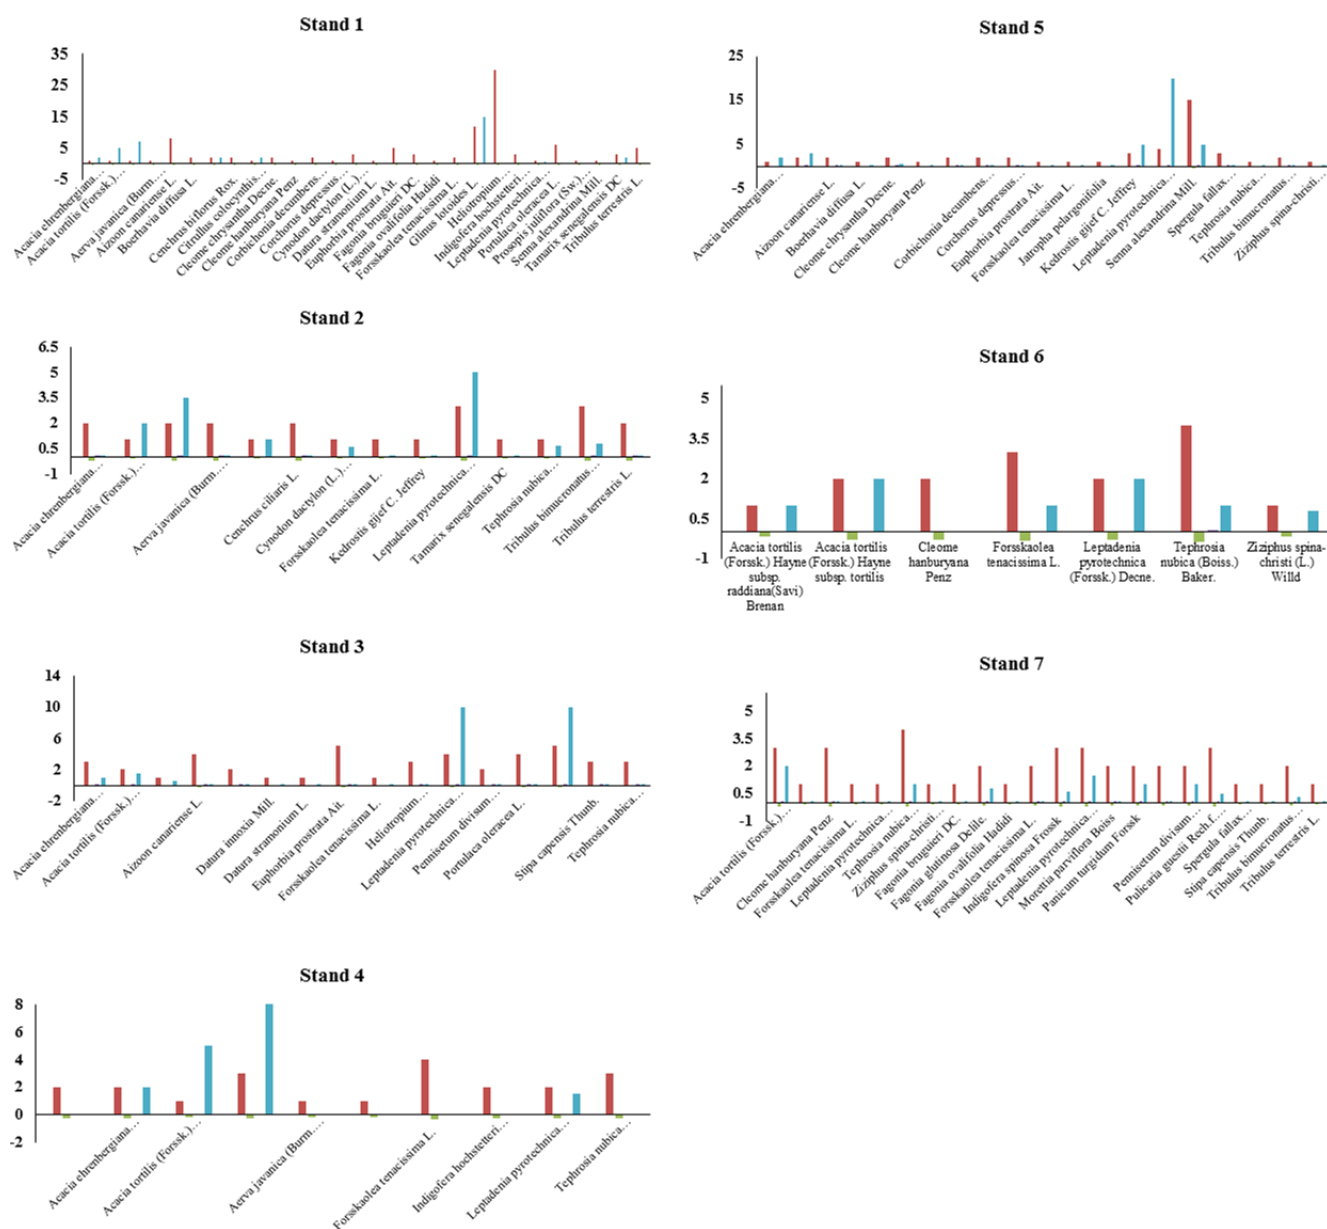 Stand 1
35
25
15
5
-5
Acacia ehrenbergiana…
Acacia tortilis (Forssk.)…
Aerva javanica (Burm.…
Aizoon canariense L.
Boerhavia diffusa L.
Cenchrus biflorus Rox.
Citrullus colocynthis…
Cleome chrysantha Decne.
Cleome hanburyana Penz
Corbichonia decumbens…
Corchorus depressus…
Cynodon dactylon (L.)…
Datura stramonium L.
Euphorbia prostrata Ait.
Fagonia bruguieri DC.
Fagonia ovalifolia Hadidi
Forsskaolea tenacissima L.
Glinus lotoides L.
Heliotropium…
Indigofera hochstetteri…
Leptadenia pyrotechnica…
Portulaca oleracea L.
Prosopis juliflora (Sw.)…
Senna alexandrina Mill.
Tamarix senegalensis DC
Tribulus terrestris L.
Stand 5
25
15
5
-5
Acacia ehrenbergiana…
Aizoon canariense L.
Boerhavia diffusa L.
Cleome chrysantha Decne.
Cleome hanburyana Penz
Corbichonia decumbens…
Corchorus depressus…
Euphorbia prostrata Ait.
Forsskaolea tenacissima L.
Jatropha pelargonifolia
Kedrostis gijef C. Jeffrey
Leptadenia pyrotechnica…
Senna alexandrina Mill.
Spergula fallax…
Tephrosia nubica…
Tribulus bimucronatus…
Ziziphus spina-christi…
Stand 2
6.5
5
3.5
2
0.5
-1
Acacia ehrenbergiana…
Acacia tortilis (Forssk.)…
Aerva javanica (Burm.…
Cenchrus ciliaris L.
Cynodon dactylon (L.)…
Forsskaolea tenacissima L.
Kedrostis gijef C. Jeffrey
Leptadenia pyrotechnica…
Tamarix senegalensis DC
Tephrosia nubica…
Tribulus bimucronatus…
Tribulus terrestris L.
Stand 6
5
3.5
2
0.5
-1
Acacia tortilis
(Forssk.) Hayne
subsp.
raddiana(Savi)
Brenan
Acacia tortilis
(Forssk.) Hayne
subsp. tortilis
Cleome
hanburyana
Penz
Forsskaolea
tenacissima L.
Leptadenia
pyrotechnica
(Forssk.) Decne.
Tephrosia
nubica (Boiss.)
Baker.
Ziziphus spina-
christi (L.)
Willd
Stand 3
14
10
6
2
-2
Acacia ehrenbergiana…
Acacia tortilis (Forssk.)…
Aizoon canariense L.
Datura innoxia Mill.
Datura stramonium L.
Euphorbia prostrata Ait.
Forsskaolea tenacissima L.
Heliotropium…
Leptadenia pyrotechnica…
Pennisetum divisum…
Portulaca oleracea L.
Stipa capensis Thunb.
Tephrosia nubica…
Stand 7
5
3.5
2
0.5
-1
Acacia tortilis (Forssk.)…
Cleome hanburyana Penz
Forsskaolea tenacissima L.
Leptadenia pyrotechnica…
Tephrosia nubica…
Ziziphus spina-christi…
Fagonia bruguieri DC.
Fagonia glutinosa Delile.
Fagonia ovalifolia Hadidi
Forsskaolea tenacissima L.
Indigofera spinosa Frossk
Leptadenia pyrotechnica…
Morettia parviflora Boiss
Panicum turgidum Forssk
Pennisetum divisum…
Pulicaria guestii Rech.f.…
Spergula fallax…
Stipa capensis Thunb.
Tribulus bimucronatus…
Tribulus terrestris L.
Stand 4
8
6
4
2
0
-2
Acacia ehrenbergiana…
Acacia tortilis (Forssk.)…
Aerva javanica (Burm.…
Forsskaolea tenacissima L.
Indigofera hochstetteri…
Leptadenia pyrotechnica…
Tephrosia nubica…